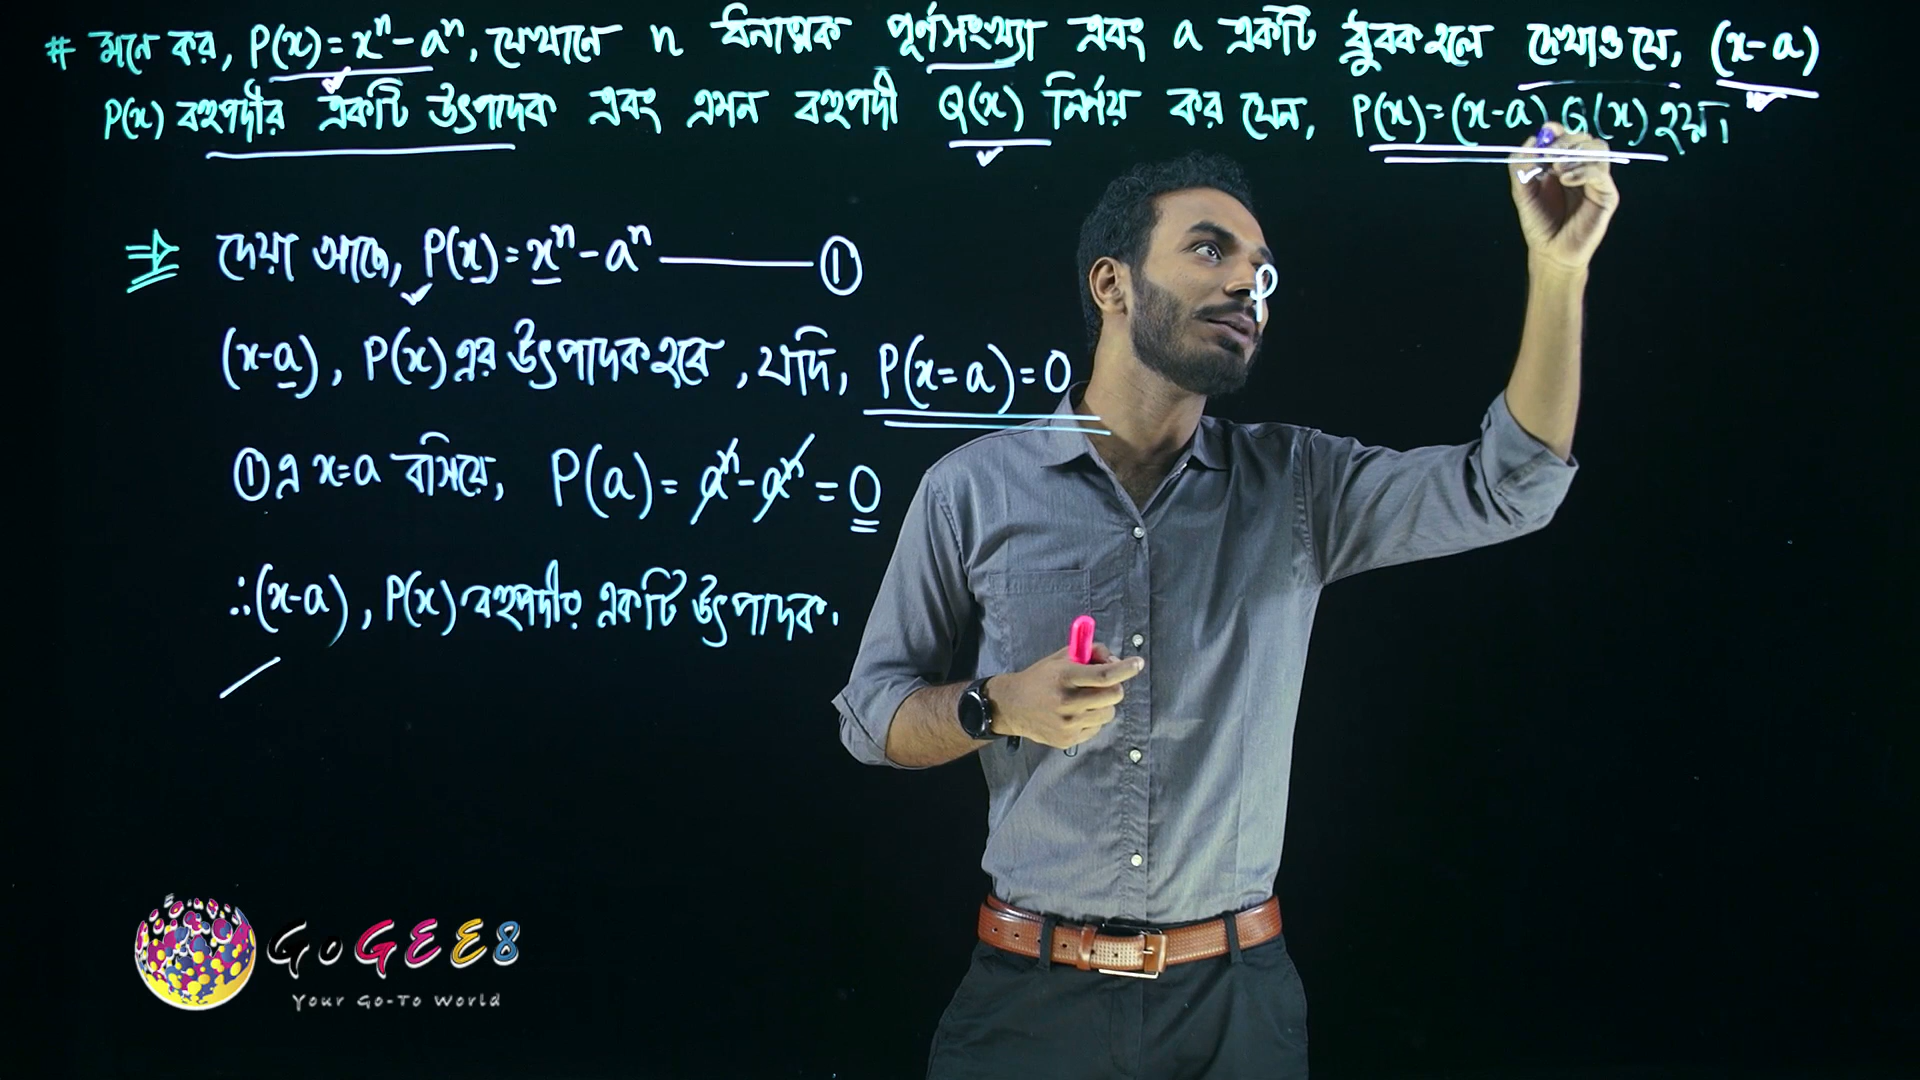 # মনে কর, P(x)=xⁿ-aⁿ, যেখানে n ধনাত্মক পূর্ণসংখ্যা এবং a একটি ধ্রুবক হলে দেখাও যে, (x-a)
P(x) বহুপদীর একটি উৎপাদক এবং এমন বহুপদী Q(x) নির্ণয় কর যেন, P(x)=(x-a) Q(x) হয়।
⇒ দেয়া আছে, P(x)=xⁿ-aⁿ ——— ①
P
(x-a), P(x) এর উৎপাদক হবে, যদি, P(x=a)=0
① এ x=a বসিয়ে, P(a)= aⁿ-aⁿ = 0
∴(x-a), P(x) বহুপদীর একটি উৎপাদক.
GoGEE8
Your Go-To World